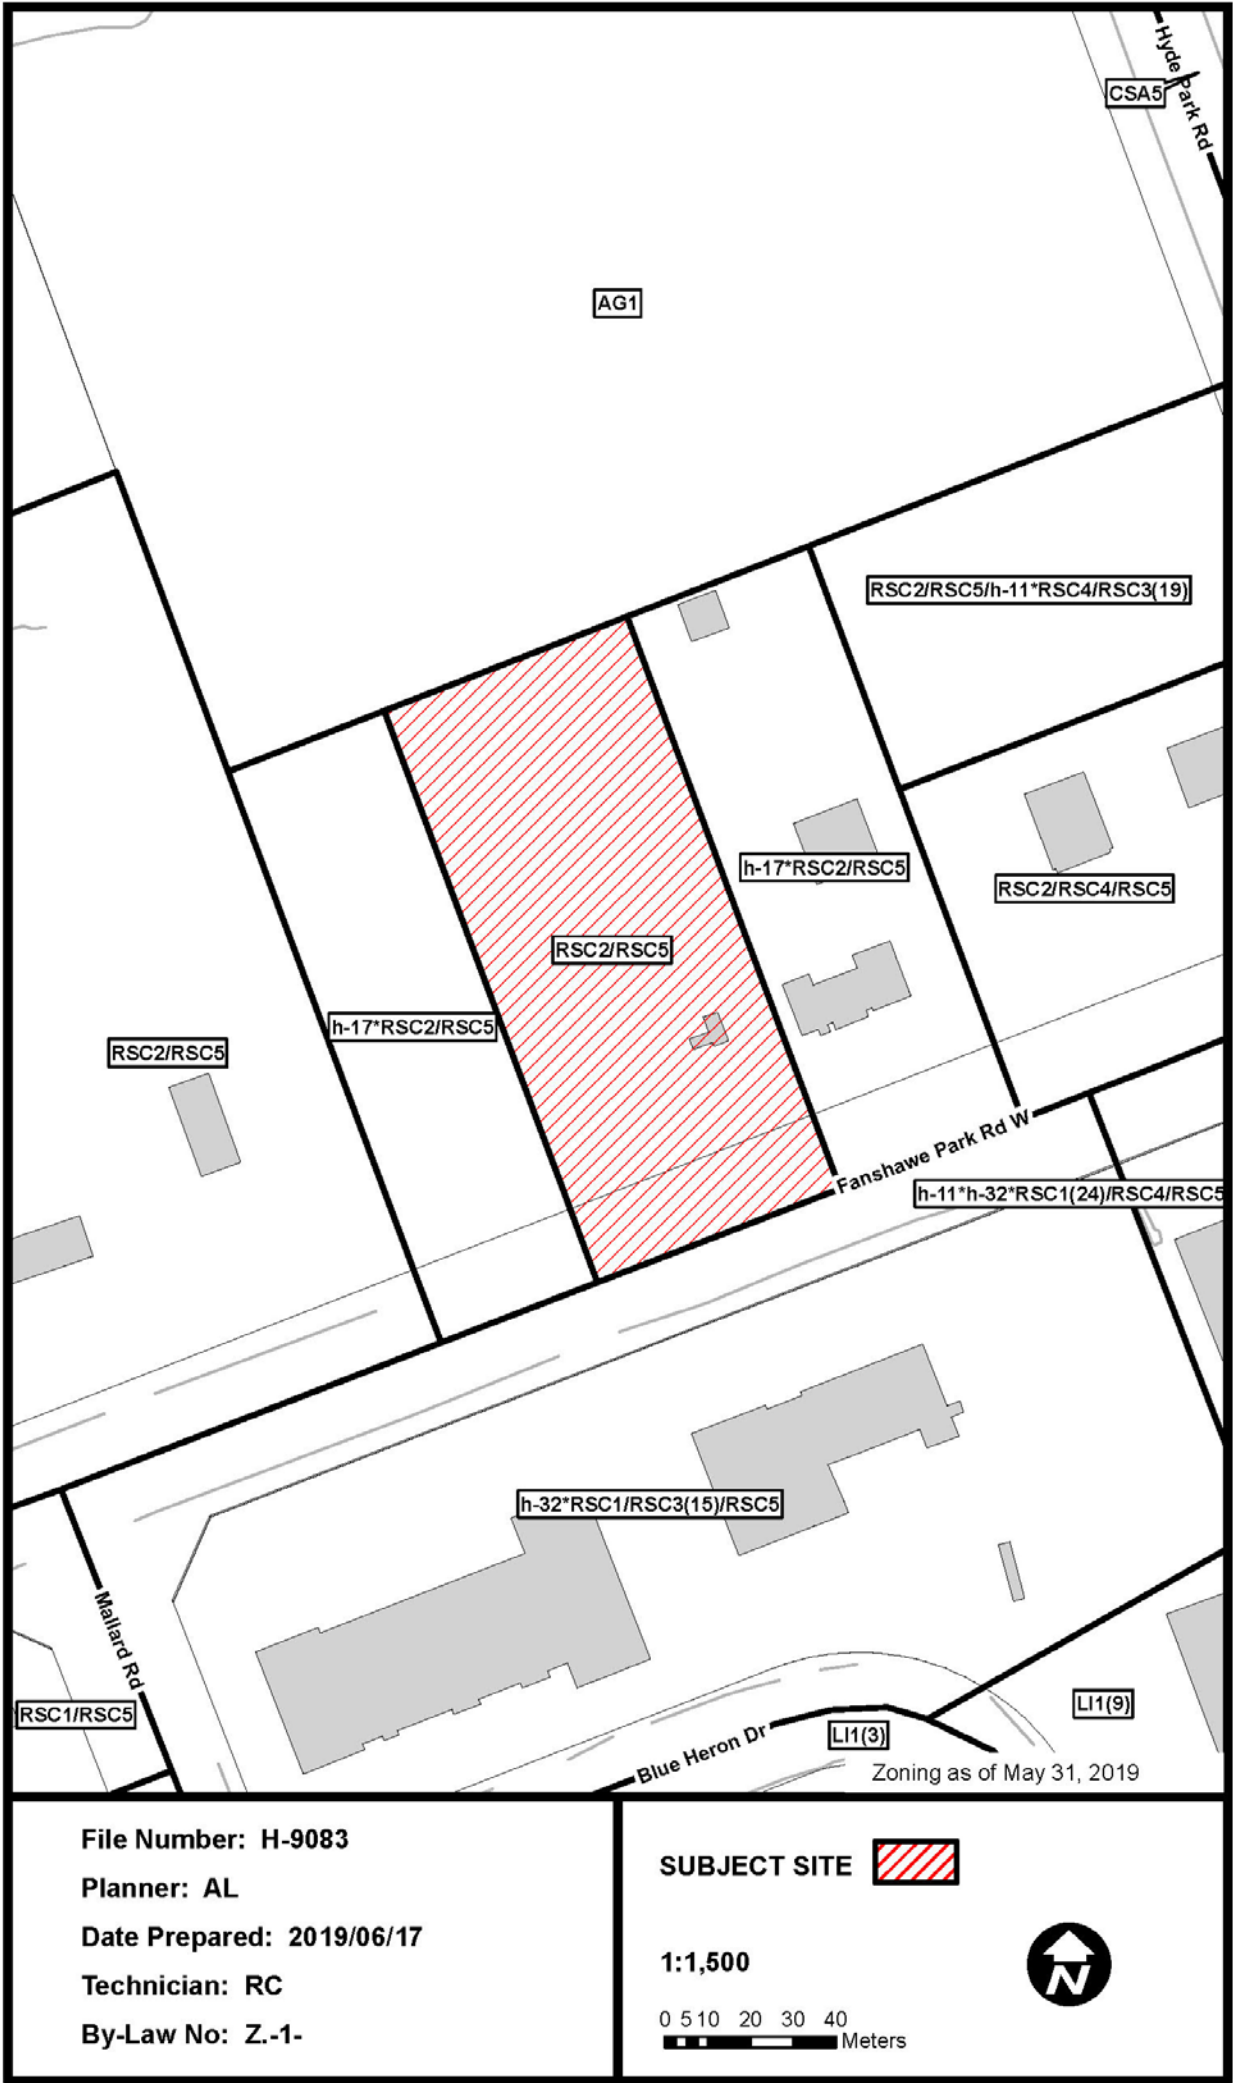 Hyde Park Rd
CSA5
AG1
RSC2/RSC5/h-11*RSC4/RSC3(19)
h-17*RSC2/RSC5
RSC2/RSC4/RSC5
RSC2/RSC5
h-17*RSC2/RSC5
RSC2/RSC5
Fanshawe Park Rd W
h-11*h-32*RSC1(24)/RSC4/RSC5
h-32*RSC1/RSC3(15)/RSC5
Mallard Rd
RSC1/RSC5
LI1(9)
LI1(3)
Blue Heron Dr
Zoning as of May 31, 2019
File Number: H-9083
Planner: AL
Date Prepared: 2019/06/17
Technician: RC
By-Law No: Z.-1-
SUBJECT SITE
1:1,500
0 5 10 20 30 40
Meters
N